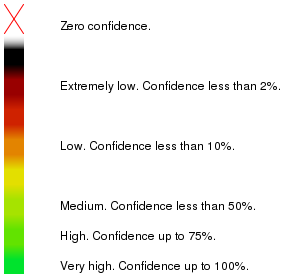 Zero confidence.
Extremely low. Confidence less than 2%.
Low. Confidence less than 10%.
Medium. Confidence less than 50%.
High. Confidence up to 75%.
Very high. Confidence up to 100%.